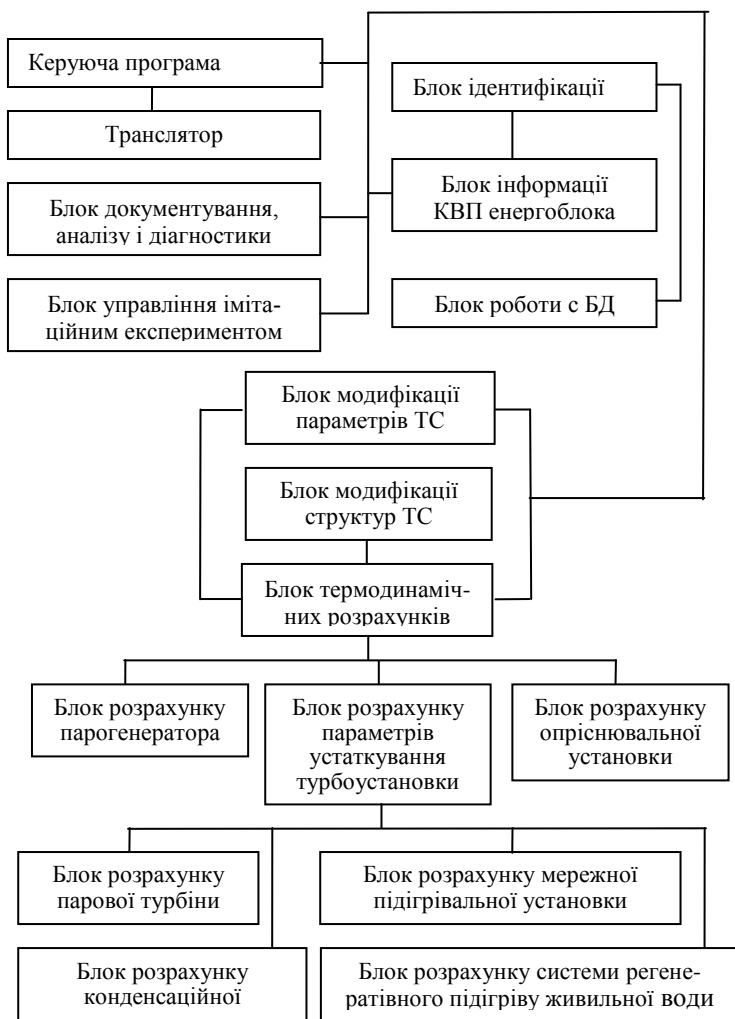 Керуюча програма
Транслятор
Блок документування,
аналізу і діагностики
Блок управління іміта-
ційним експериментом
Блок ідентифікації
Блок інформації
КВП енергоблока
Блок роботи с БД
Блок модифікації
параметрів ТС
Блок модифікації
структур ТС
Блок термодинаміч-
них розрахунків
Блок розрахунку
парогенератора
Блок розрахунку
параметрів
устаткування
турбоустановки
Блок розрахунку
опріснювальної
установки
Блок розрахунку
парової турбіни
Блок розрахунку мережної
підігрівальної установки
Блок розрахунку
конденсаційної
Блок розрахунку системи регене-
ратівного підігріву живильної води